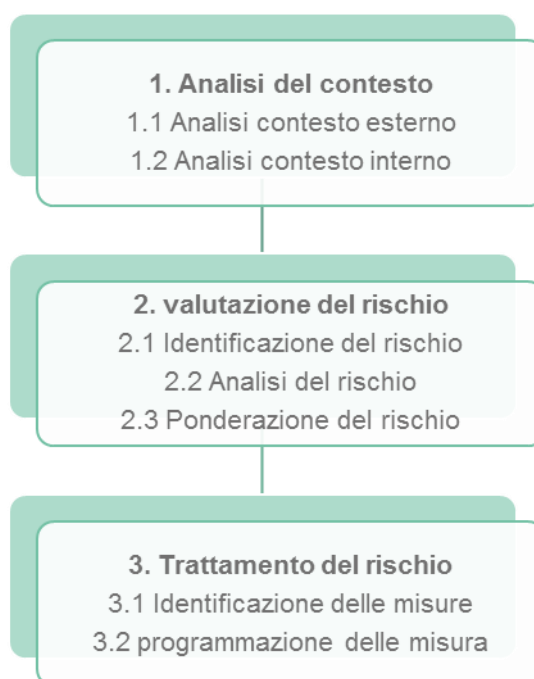 1. Analisi del contesto
1.1 Analisi contesto esterno
1.2 Analisi contesto interno
2. valutazione del rischio
2.1 Identificazione del rischio
2.2 Analisi del rischio
2.3 Ponderazione del rischio
3. Trattamento del rischio
3.1 Identificazione delle misure
3.2 programmazione delle misura